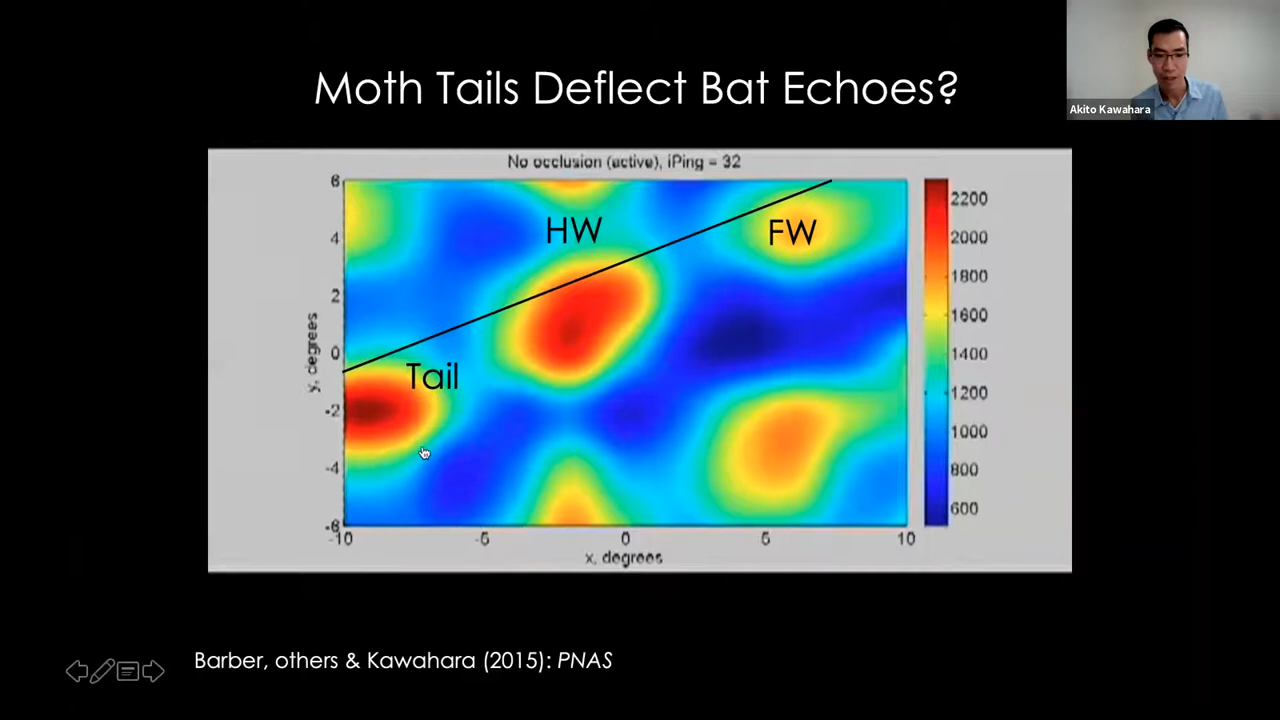 Moth Tails Deflect Bat Echoes?
Akito Kawahara
No occlusion (active), iPing = 32
6
4
2
0
-2
-4
-6
y, degrees
HW
FW
Tail
-10
-5
0
5
10
x, degrees
2200
2000
1800
1600
1400
1200
1000
800
600
Barber, others & Kawahara (2015): PNAS